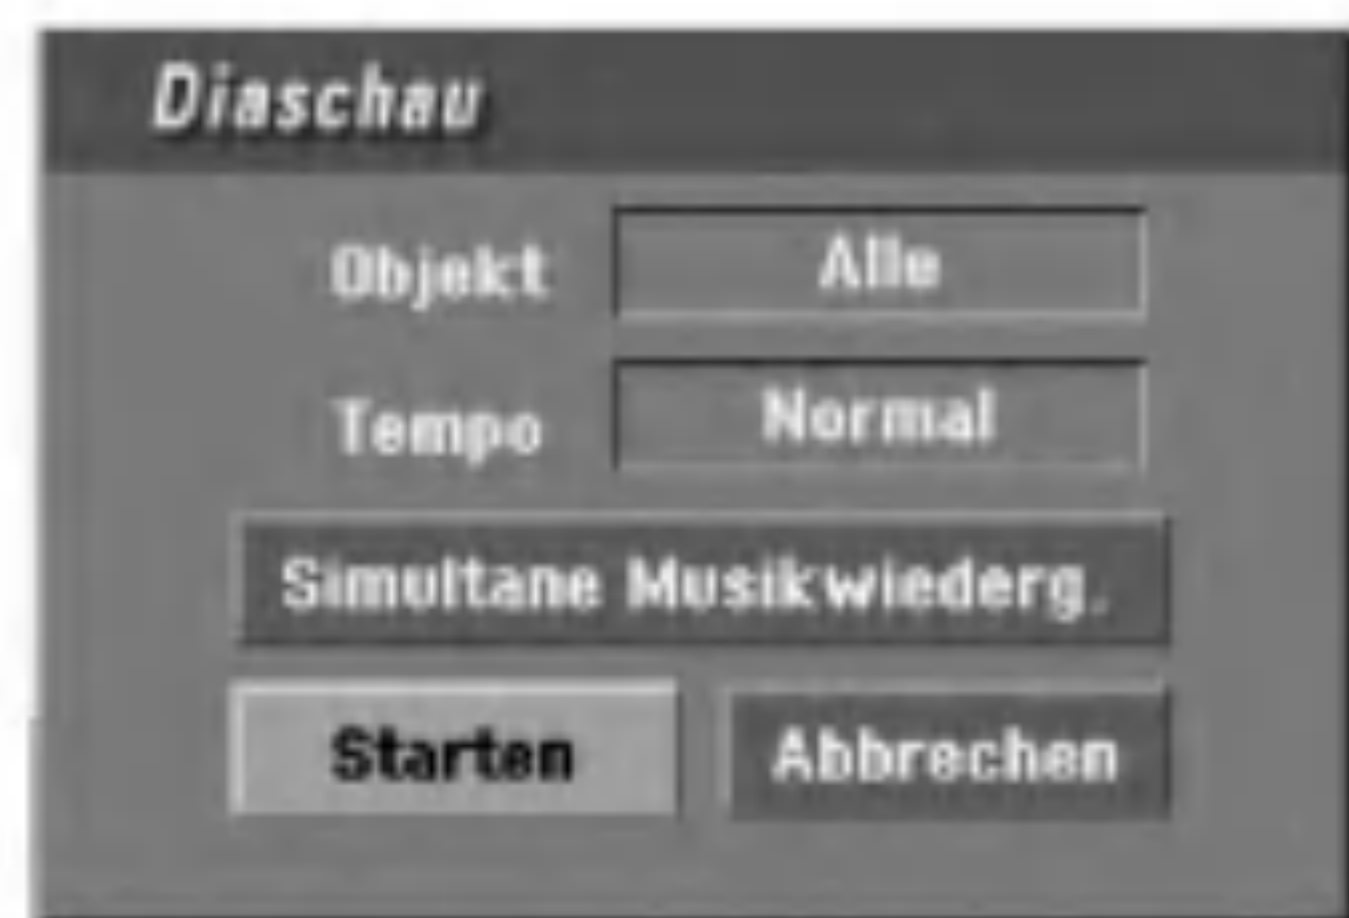 Diaschau
Objekt Alle
Tempo Normal
Simultane Musikwiederg.
Starten Abbrechen